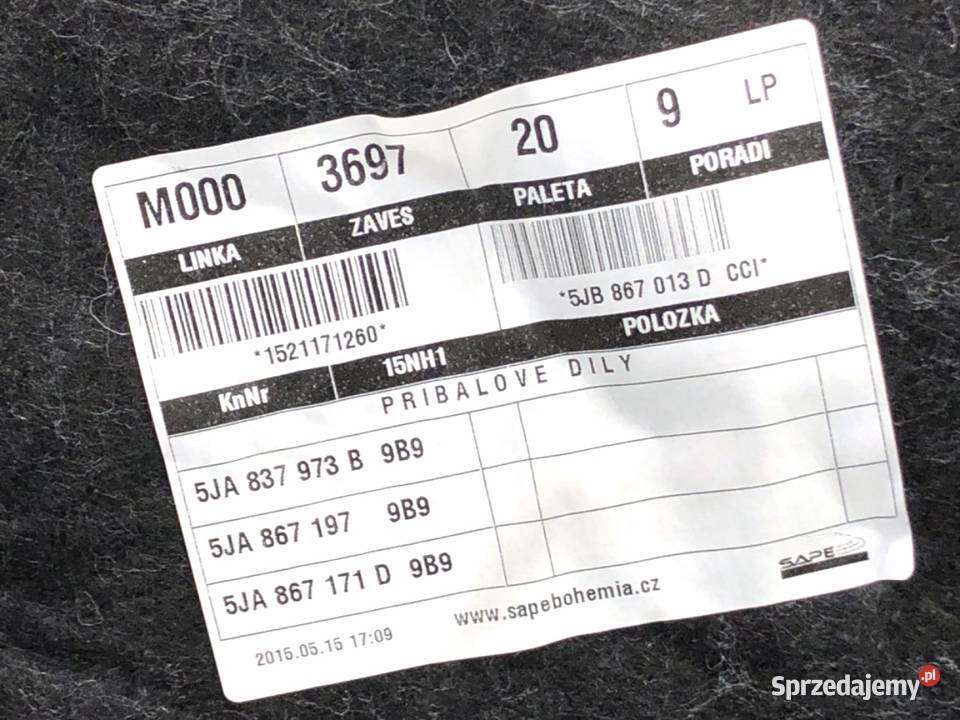 M000 3697 20 9 LP
LINKA ZAVES PALETA PORADI
*1521171260* *5JB 867 013 D CCI*
KnNr 15NH1 POLOZKA
PRIBALOVE DILY
5JA 837 973 B 9B9
5JA 867 197 9B9
5JA 867 171 D 9B9
2015.05.15 17:09 www.sapebohemia.cz SAPE
Sprzedajemy.pl